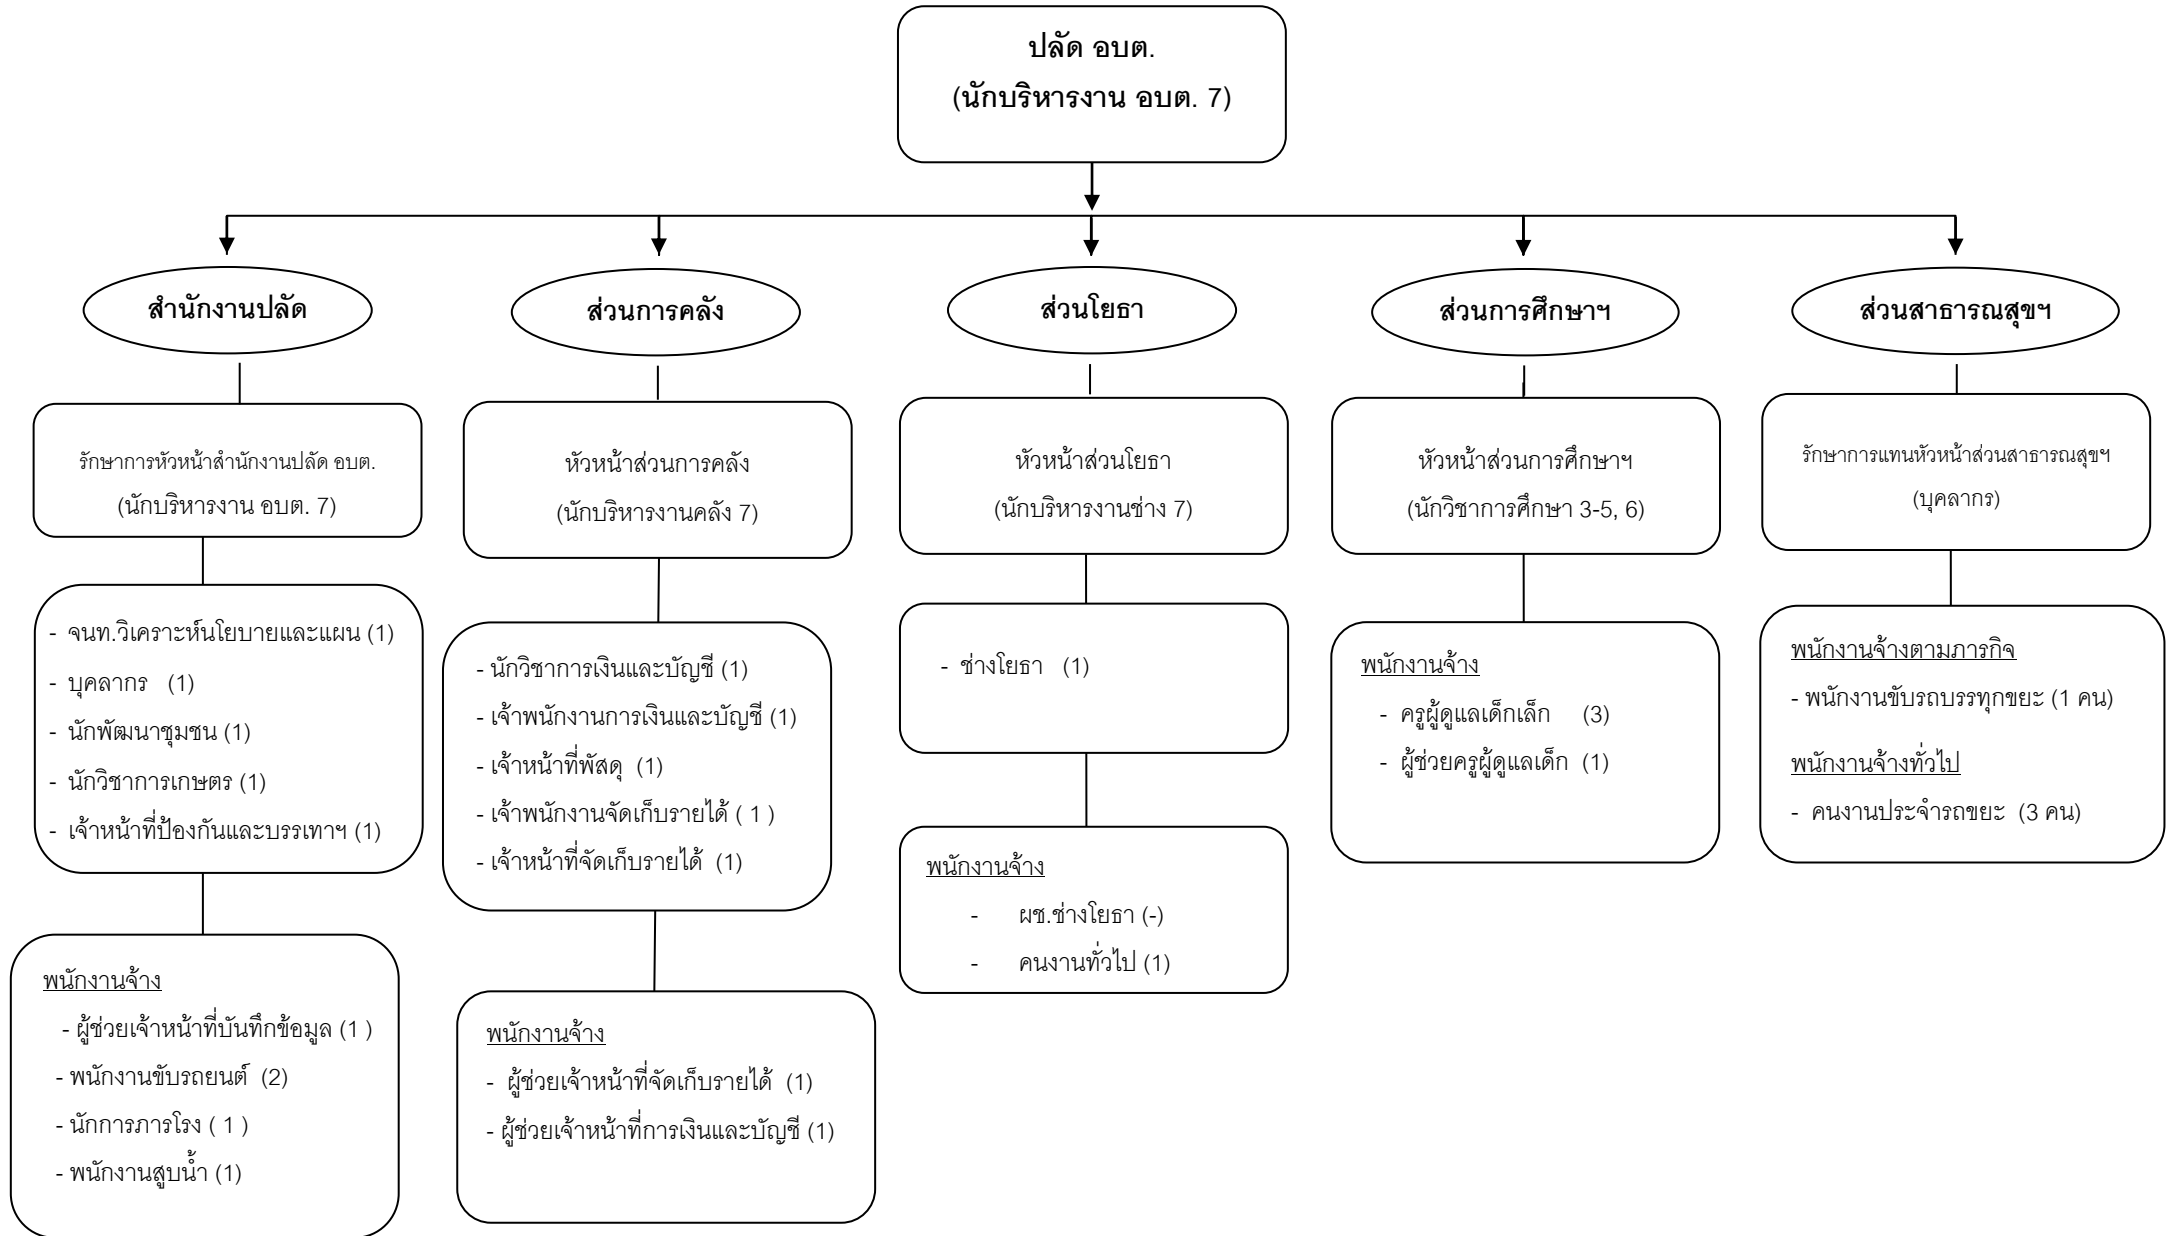 ปลัด อบต.
(นักบริหารงาน อบต. 7)
สำนักงานปลัด
ส่วนการคลัง
ส่วนโยธา
ส่วนการศึกษาฯ
ส่วนสาธารณสุขฯ
รักษาการหัวหน้าสำนักงานปลัด อบต.
(นักบริหารงาน อบต. 7)
หัวหน้าส่วนการคลัง
(นักบริหารงานคลัง 7)
หัวหน้าส่วนโยธา
(นักบริหารงานช่าง 7)
หัวหน้าส่วนการศึกษาฯ
(นักวิชาการศึกษา 3-5, 6)
รักษาการแทนหัวหน้าส่วนสาธารณสุขฯ
(บุคลากร)
- จนท.วิเคราะห์นโยบายและแผน (1)
- บุคลากร (1)
- นักพัฒนาชุมชน (1)
- นักวิชาการเกษตร (1)
- เจ้าหน้าที่ป้องกันและบรรเทาฯ (1)
- นักวิชาการเงินและบัญชี (1)
- เจ้าพนักงานการเงินและบัญชี (1)
- เจ้าหน้าที่พัสดุ (1)
- เจ้าพนักงานจัดเก็บรายได้ ( 1 )
- เจ้าหน้าที่จัดเก็บรายได้ (1)
- ช่างโยธา (1)
พนักงานจ้าง
- ครูผู้ดูแลเด็กเล็ก (3)
- ผู้ช่วยครูผู้ดูแลเด็ก (1)
พนักงานจ้างตามภารกิจ
- พนักงานขับรถบรรทุกขยะ (1 คน)
พนักงานจ้างทั่วไป
- คนงานประจำรถขยะ (3 คน)
พนักงานจ้าง
- ผู้ช่วยเจ้าหน้าที่บันทึกข้อมูล (1 )
- พนักงานขับรถยนต์ (2)
- นักการภารโรง ( 1 )
- พนักงานสูบน้ำ (1)
พนักงานจ้าง
- ผู้ช่วยเจ้าหน้าที่จัดเก็บรายได้ (1)
- ผู้ช่วยเจ้าหน้าที่การเงินและบัญชี (1)
พนักงานจ้าง
- ผช.ช่างโยธา (-)
- คนงานทั่วไป (1)